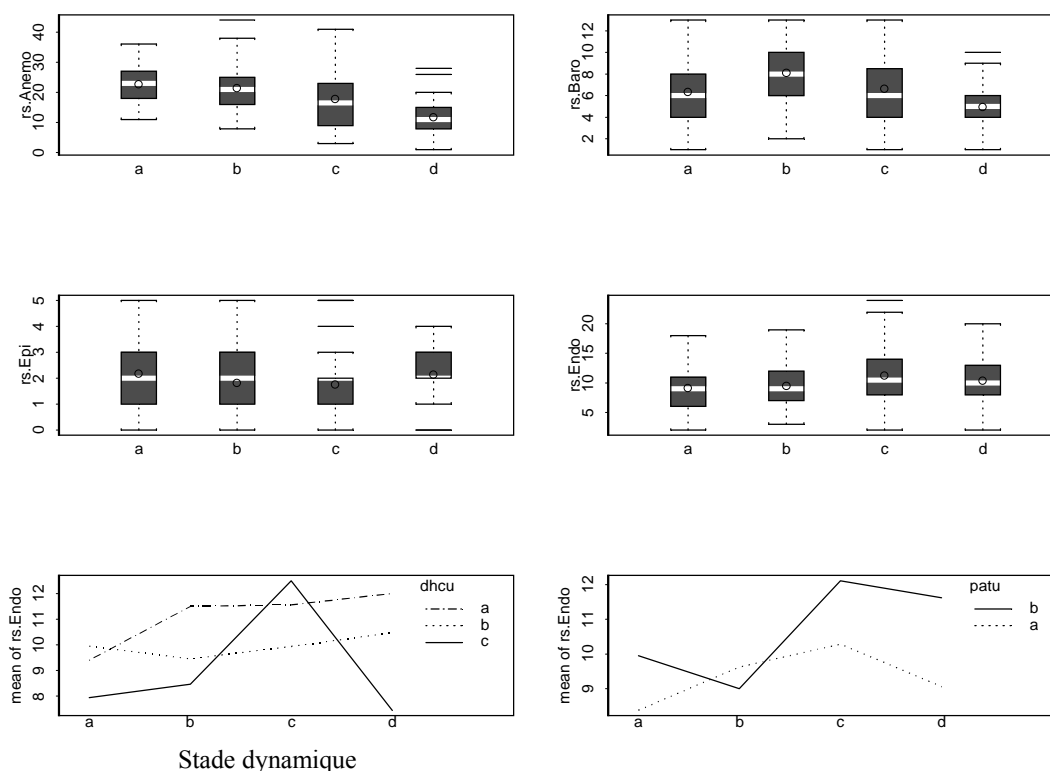 rs.Anemo
40
30
20
10
0
a b c d
rs.Baro
12
10
8
6
4
2
a b c d
rs.Epi
5
4
3
2
1
0
a b c d
rs.Endo
20
15
10
5
a b c d
mean of rs.Endo
12
11
10
9
8
dhcu
a
b
c
a b c d
Stade dynamique
mean of rs.Endo
12
11
10
9
patu
b
a
a b c d